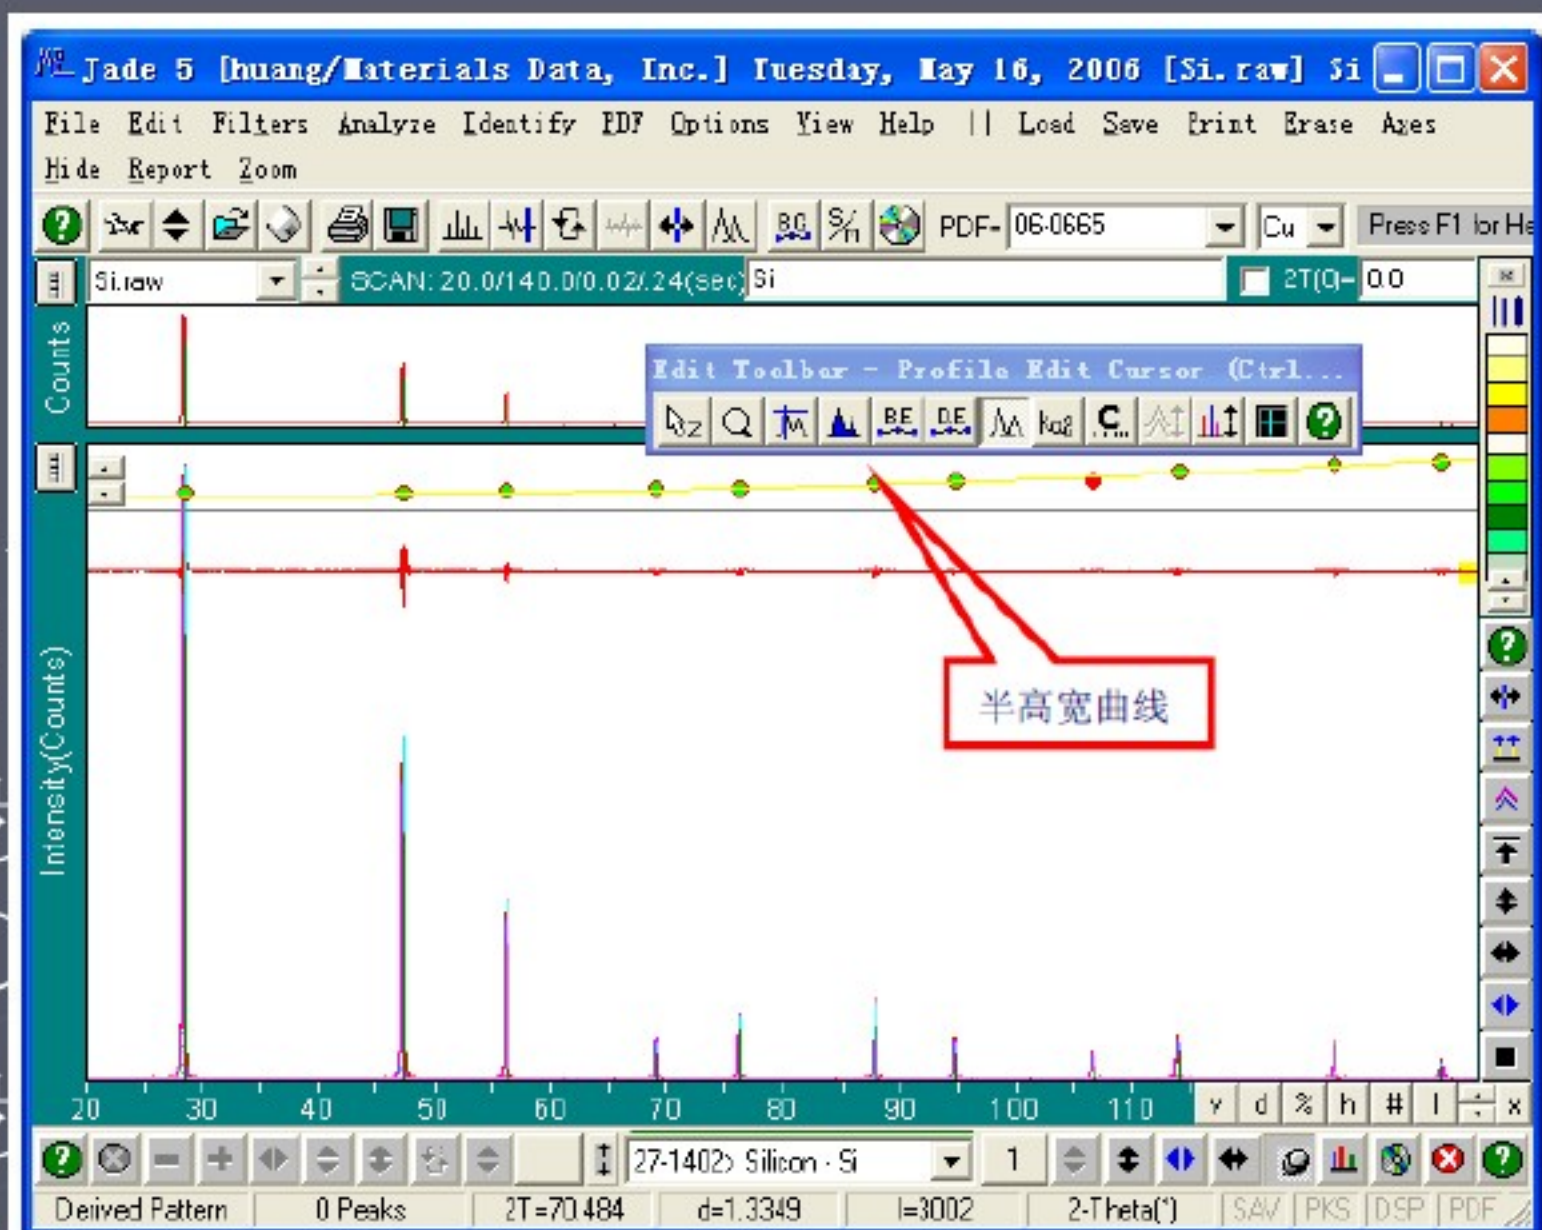 Jade 5 [huang/Materials Data, Inc.] Tuesday, May 16, 2006 [Si.raw] Si
File Edit Filters Analyze Identify PDF Options View Help || Load Save Print Erase Axes
Hide Report Zoom
B.G. S/n PDF- 06-0665 Cu Press F1 for He
Si.raw SCAN: 20.0/140.0/0.02/.24(sec) Si 2T(0)= 0.0
Counts
Edit Toolbar - Profile Edit Cursor (Ctrl...
B.E. D.E. kα2 C
半高宽曲线
Intensity(Counts)
20 30 40 50 60 70 80 90 100 110 v d % h # l x
27-1402> Silicon - Si 1
Derived Pattern 0 Peaks 2T=70.484 d=1.3349 I=3002 2-Theta(°) SAV PKS DSP PDF